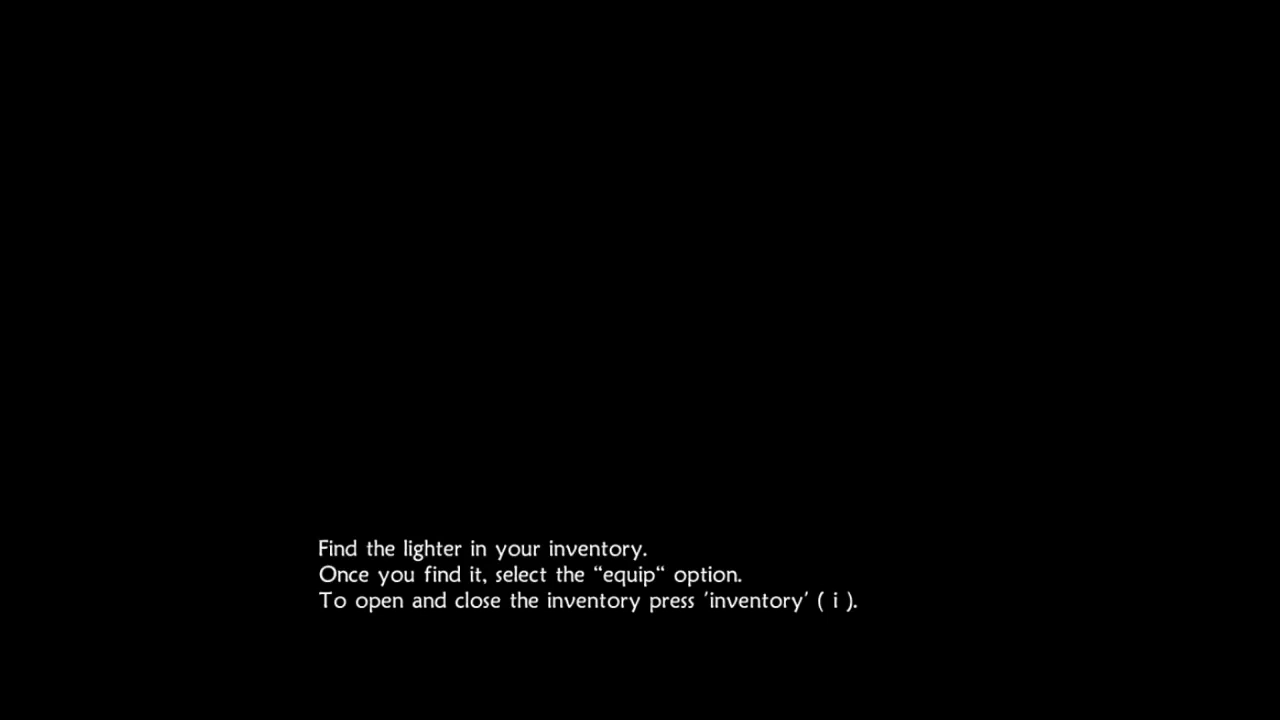 Find the lighter in your inventory.
Once you find it, select the “equip“ option.
To open and close the inventory press 'inventory' ( i ).